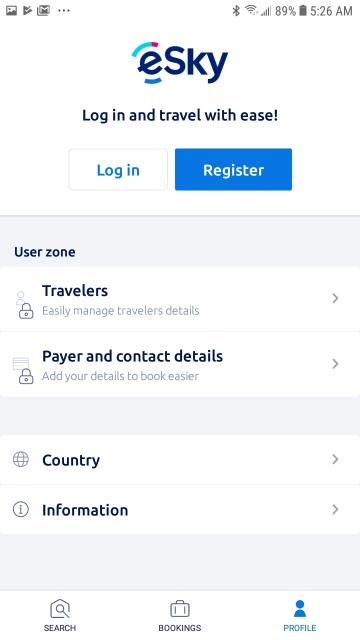 89% 5:26 AM
eSky
Log in and travel with ease!
Log in Register
User zone
Travelers
Easily manage travelers details
Payer and contact details
Add your details to book easier
Country
Information
SEARCH BOOKINGS PROFILE